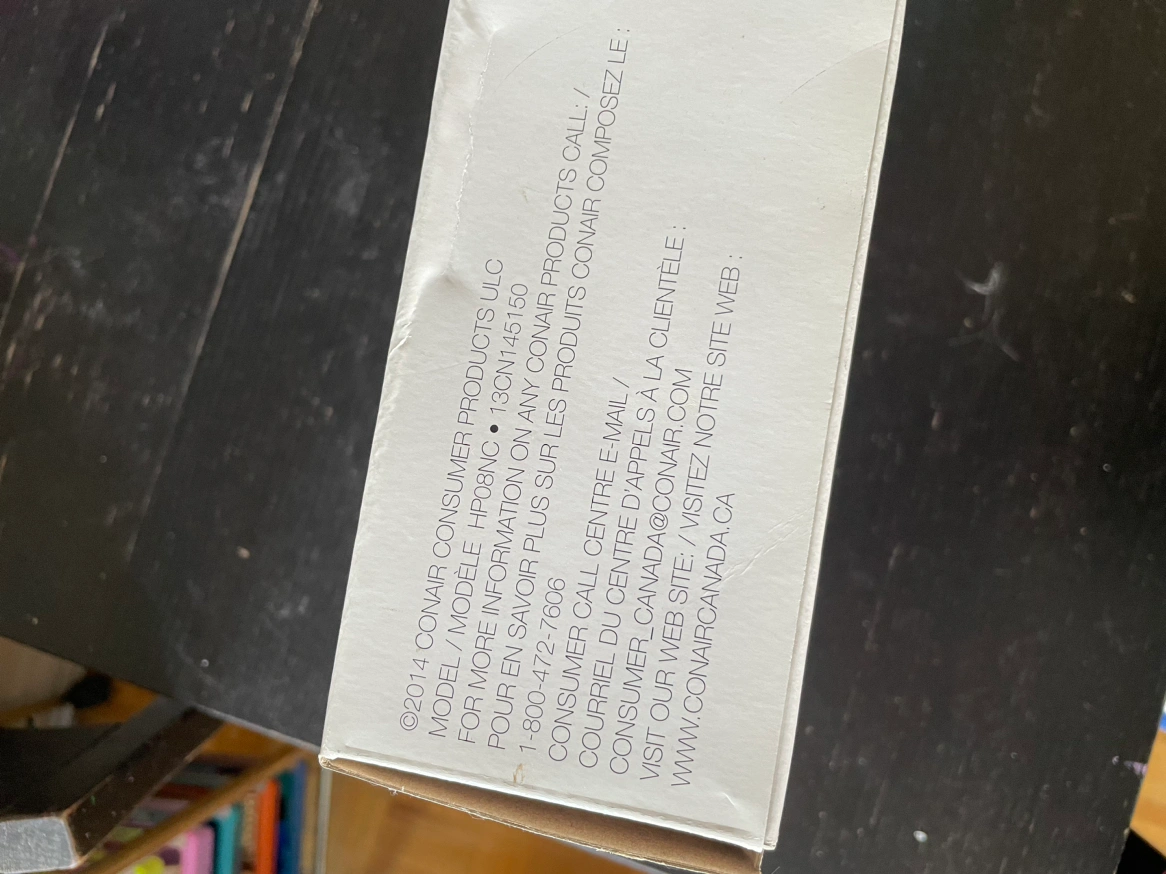 ©2014 CONAIR CONSUMER PRODUCTS ULC
MODEL / MODÈLE HP08NC • 13CN145150
FOR MORE INFORMATION ON ANY CONAIR PRODUCTS CALL: /
POUR EN SAVOIR PLUS SUR LES PRODUITS CONAIR COMPOSEZ LE :
1-800-472-7606
CONSUMER CALL CENTRE E-MAIL /
COURRIEL DU CENTRE D'APPELS À LA CLIENTÈLE :
CONSUMER_CANADA@CONAIR.COM
VISIT OUR WEB SITE: / VISITEZ NOTRE SITE WEB :
WWW.CONAIRCANADA.CA